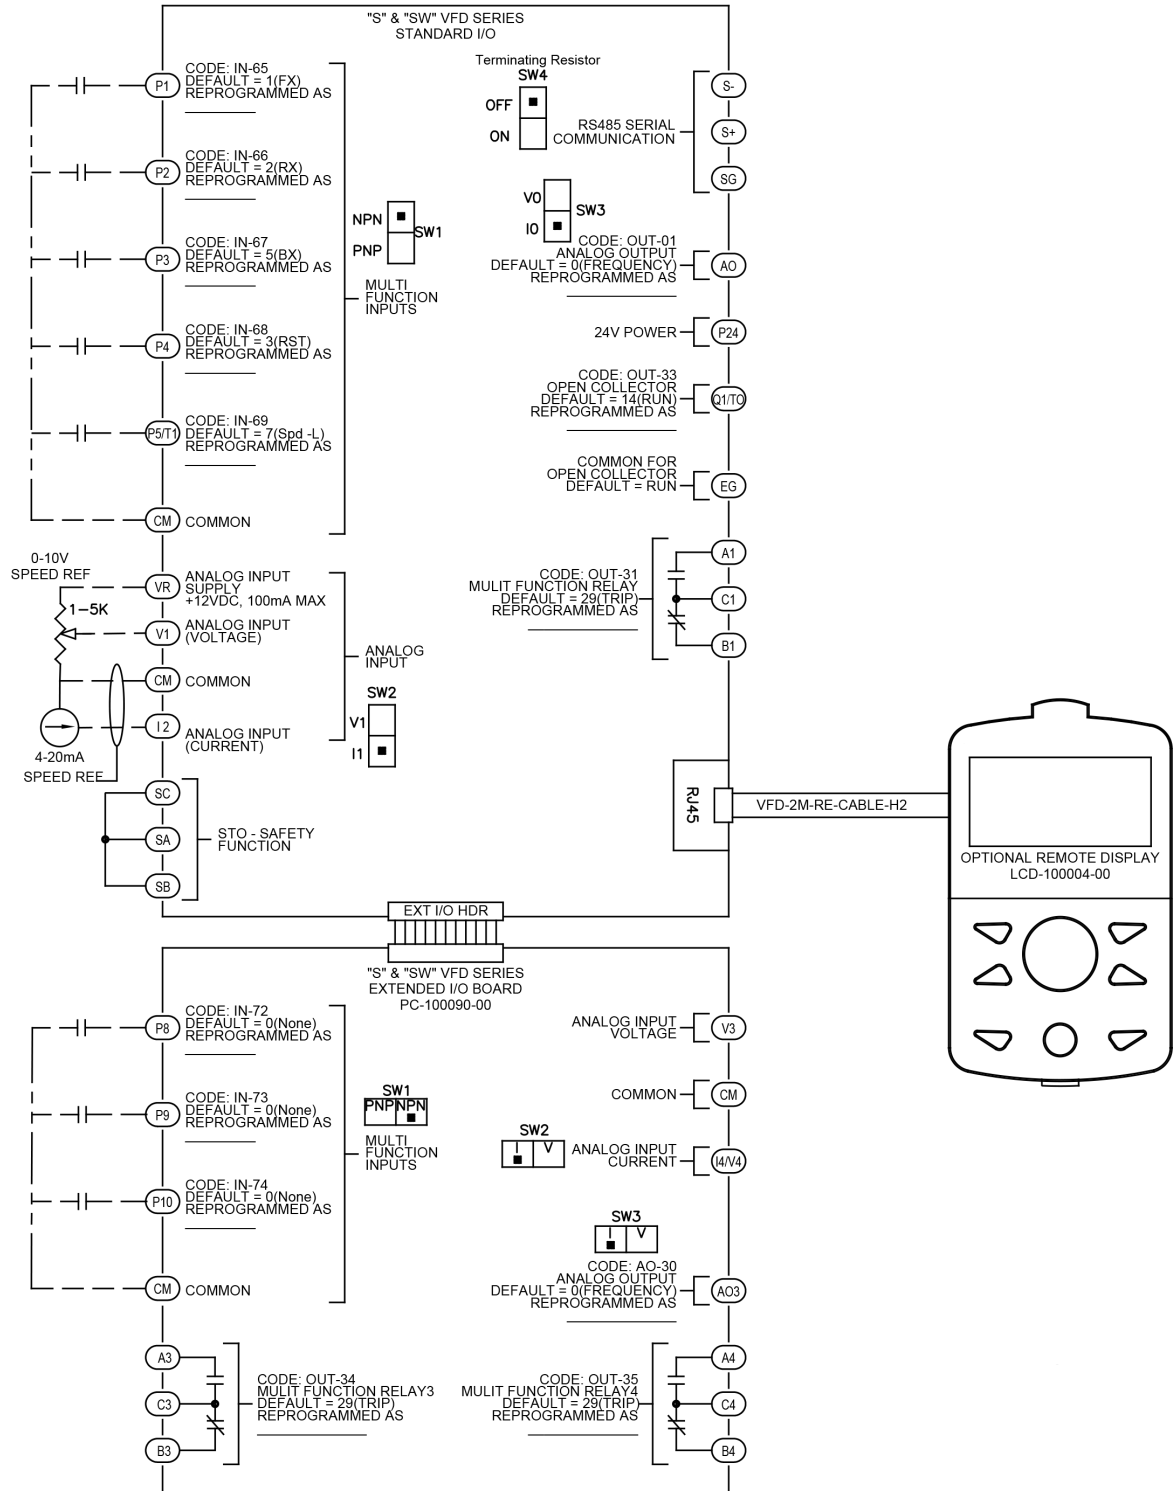 "S" & "SW" VFD SERIES
STANDARD I/O
P1
CODE: IN-65
DEFAULT = 1(FX)
REPROGRAMMED AS
P2
CODE: IN-66
DEFAULT = 2(RX)
REPROGRAMMED AS
P3
CODE: IN-67
DEFAULT = 5(BX)
REPROGRAMMED AS
P4
CODE: IN-68
DEFAULT = 3(RST)
REPROGRAMMED AS
P5/T1
CODE: IN-69
DEFAULT = 7(Spd -L)
REPROGRAMMED AS
CM
COMMON
NPN
PNP
SW1
MULTI
FUNCTION
INPUTS
0-10V
SPEED REF
1-5K
VR
ANALOG INPUT
SUPPLY
+12VDC, 100mA MAX
V1
ANALOG INPUT
(VOLTAGE)
CM
COMMON
I2
ANALOG INPUT
(CURRENT)
4-20mA
SPEED REF
ANALOG
INPUT
SW2
V1
I1
SC
SA
SB
STO - SAFETY
FUNCTION
Terminating Resistor
SW4
OFF
ON
RS485 SERIAL
COMMUNICATION
S-
S+
SG
VO
IO
SW3
CODE: OUT-01
ANALOG OUTPUT
DEFAULT = 0(FREQUENCY)
REPROGRAMMED AS
AO
24V POWER
P24
CODE: OUT-33
OPEN COLLECTOR
DEFAULT = 14(RUN)
REPROGRAMMED AS
Q1/TO
COMMON FOR
OPEN COLLECTOR
DEFAULT = RUN
EG
CODE: OUT-31
MULIT FUNCTION RELAY
DEFAULT = 29(TRIP)
REPROGRAMMED AS
A1
C1
B1
RJ45
VFD-2M-RE-CABLE-H2
OPTIONAL REMOTE DISPLAY
LCD-100004-00
EXT I/O HDR
"S" & "SW" VFD SERIES
EXTENDED I/O BOARD
PC-100090-00
P8
CODE: IN-72
DEFAULT = 0(None)
REPROGRAMMED AS
P9
CODE: IN-73
DEFAULT = 0(None)
REPROGRAMMED AS
P10
CODE: IN-74
DEFAULT = 0(None)
REPROGRAMMED AS
CM
COMMON
SW1
PNP NPN
MULTI
FUNCTION
INPUTS
ANALOG INPUT
VOLTAGE
V3
COMMON
CM
SW2
I V
ANALOG INPUT
CURRENT
I4/V4
SW3
I V
CODE: AO-30
ANALOG OUTPUT
DEFAULT = 0(FREQUENCY)
REPROGRAMMED AS
AO3
A3
C3
B3
CODE: OUT-34
MULIT FUNCTION RELAY3
DEFAULT = 29(TRIP)
REPROGRAMMED AS
CODE: OUT-35
MULIT FUNCTION RELAY4
DEFAULT = 29(TRIP)
REPROGRAMMED AS
A4
C4
B4